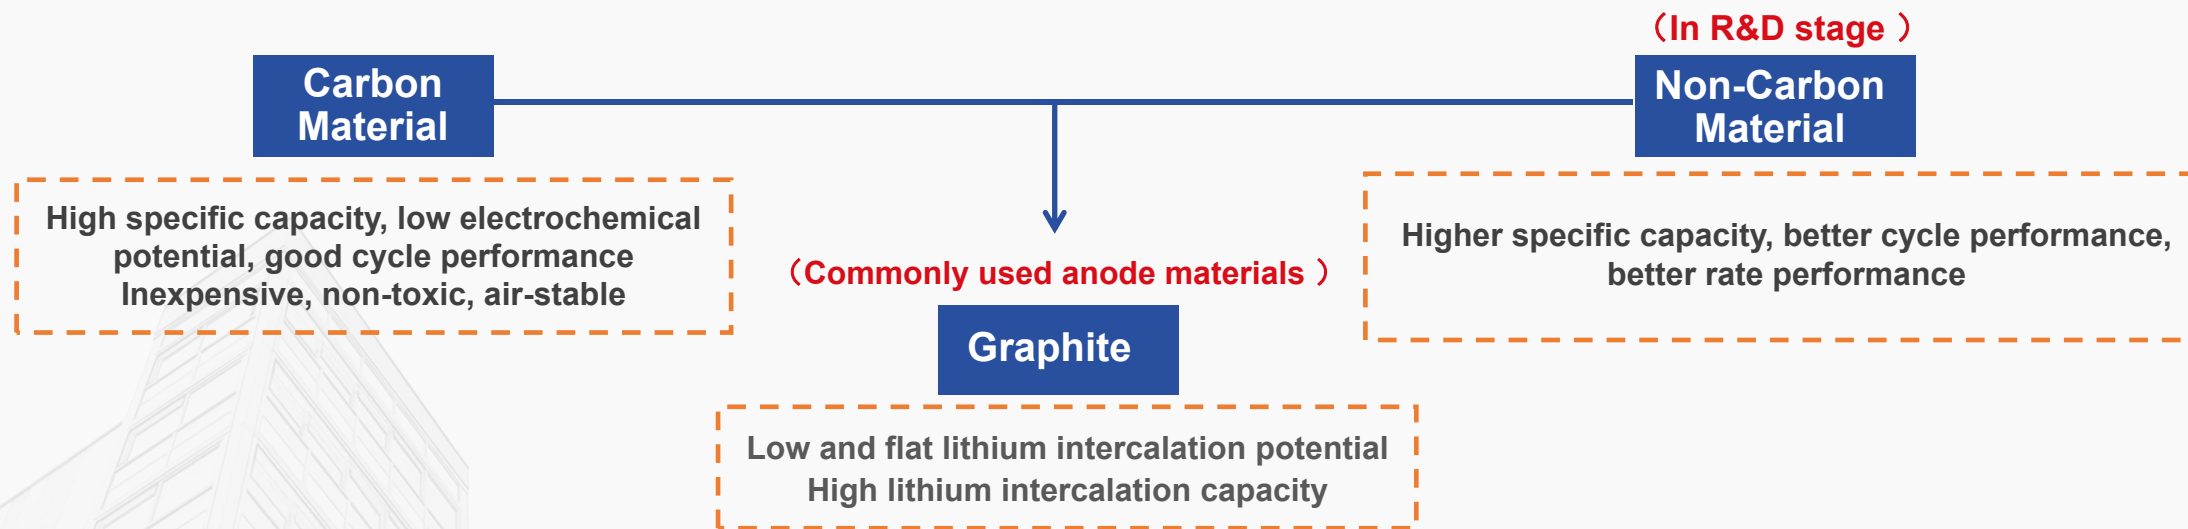 Carbon
Material
High specific capacity, low electrochemical
potential, good cycle performance
Inexpensive, non-toxic, air-stable
（Commonly used anode materials ）
Graphite
Low and flat lithium intercalation potential
High lithium intercalation capacity
（In R&D stage ）
Non-Carbon
Material
Higher specific capacity, better cycle performance,
better rate performance